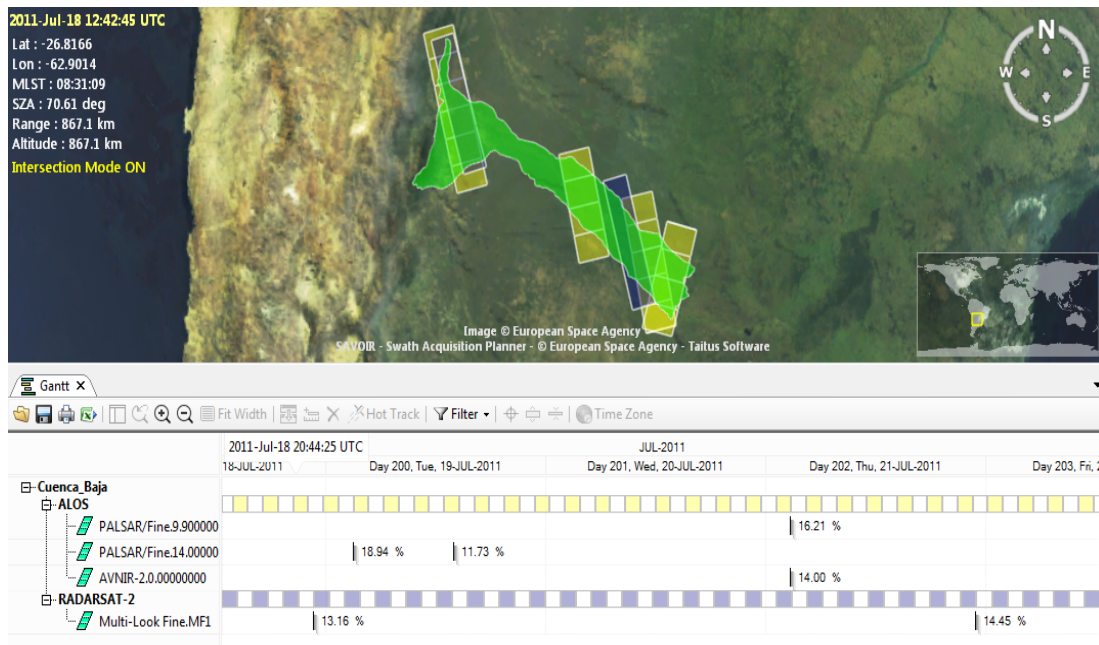 2011-Jul-18 12:42:45 UTC
Lat : -26.8166
Lon : -62.9014
MLST : 08:31:09
SZA : 70.61 deg
Range : 867.1 km
Altitude : 867.1 km
Intersection Mode ON
N
W E
S
Image © European Space Agency
SAVOIR - Swath Acquisition Planner - © European Space Agency - Taitus Software
Gantt
Fit Width Hot Track Filter Time Zone
2011-Jul-18 20:44:25 UTC JUL-2011
18-JUL-2011 Day 200, Tue, 19-JUL-2011 Day 201, Wed, 20-JUL-2011 Day 202, Thu, 21-JUL-2011 Day 203, Fri,
Cuenca_Baja
ALOS
PALSAR/Fine.9.900000 16.21 %
PALSAR/Fine.14.00000 18.94 % 11.73 %
AVNIR-2.0.00000000 14.00 %
RADARSAT-2
Multi-Look Fine.MF1 13.16 % 14.45 %